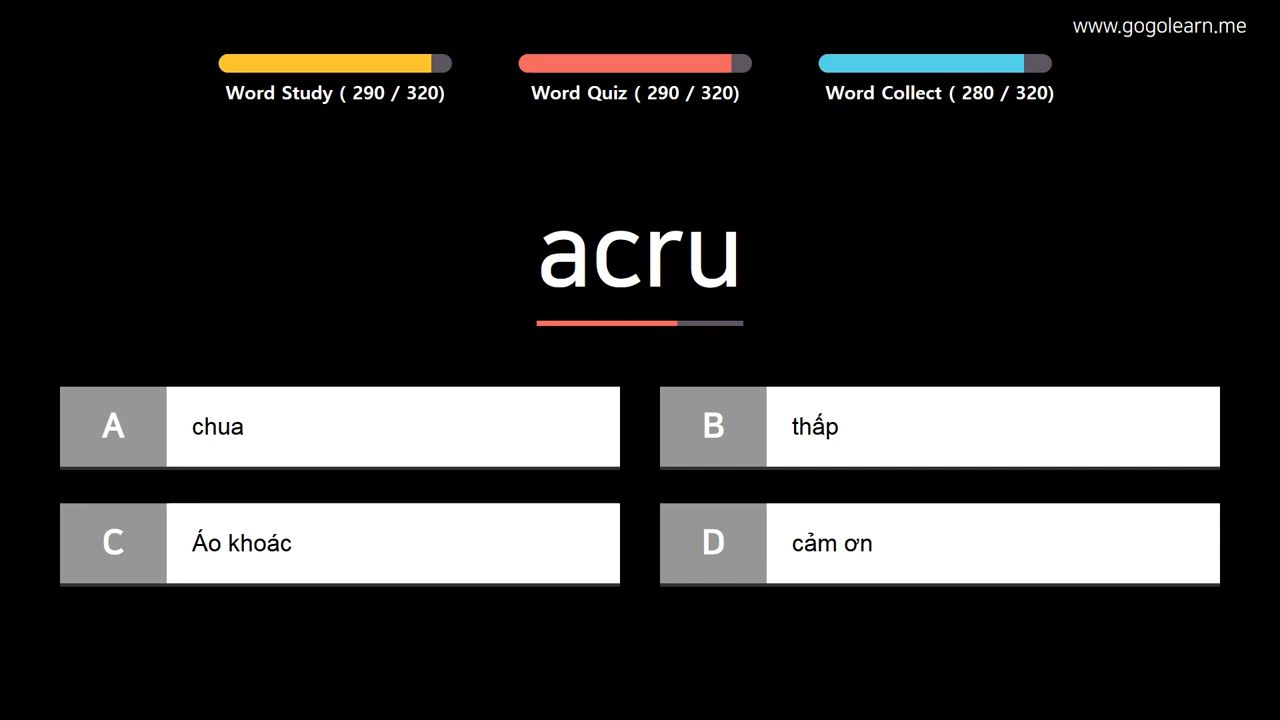 www.gogolearn.me
Word Study ( 290 / 320)
Word Quiz ( 290 / 320)
Word Collect ( 280 / 320)
acru
A
chua
B
thấp
C
Áo khoác
D
cảm ơn